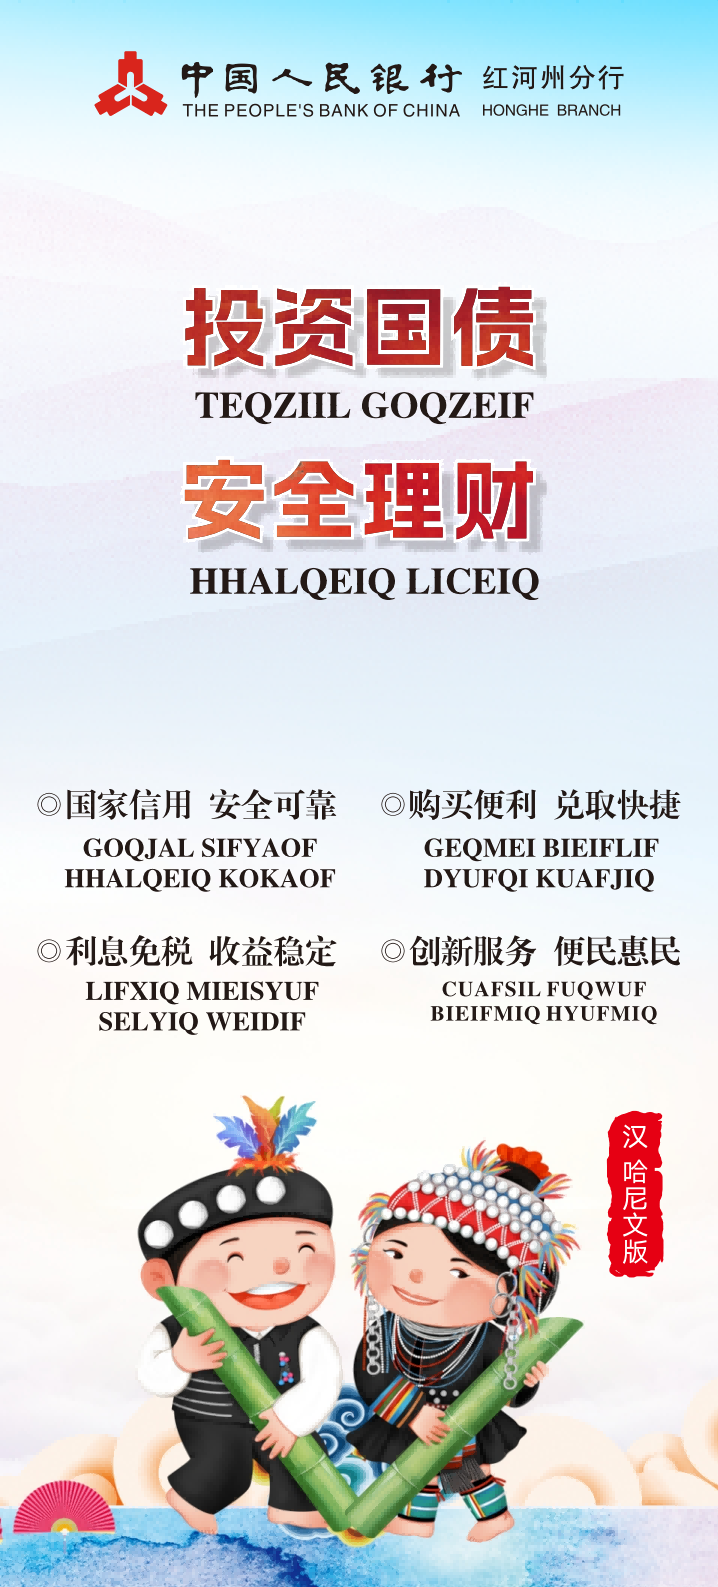 中国人民银行 红河州分行
THE PEOPLE'S BANK OF CHINA HONGHE BRANCH
投资国债
TEQZIIL GOQZEIF
安全理财
HHALQEIQ LICEIQ
◎国家信用 安全可靠
GOQJAL SIFYAOF
HHALQEIQ KOKAOF
◎购买便利 兑取快捷
GEQMEI BIEIFLIF
DYUFQI KUAFJIQ
◎利息免税 收益稳定
LIFXIQ MIEISYUF
SELYIQ WEIDIF
◎创新服务 便民惠民
CUAFSIL FUQWUF
BIEIFMIQ HYUFMIQ
汉 哈尼文版